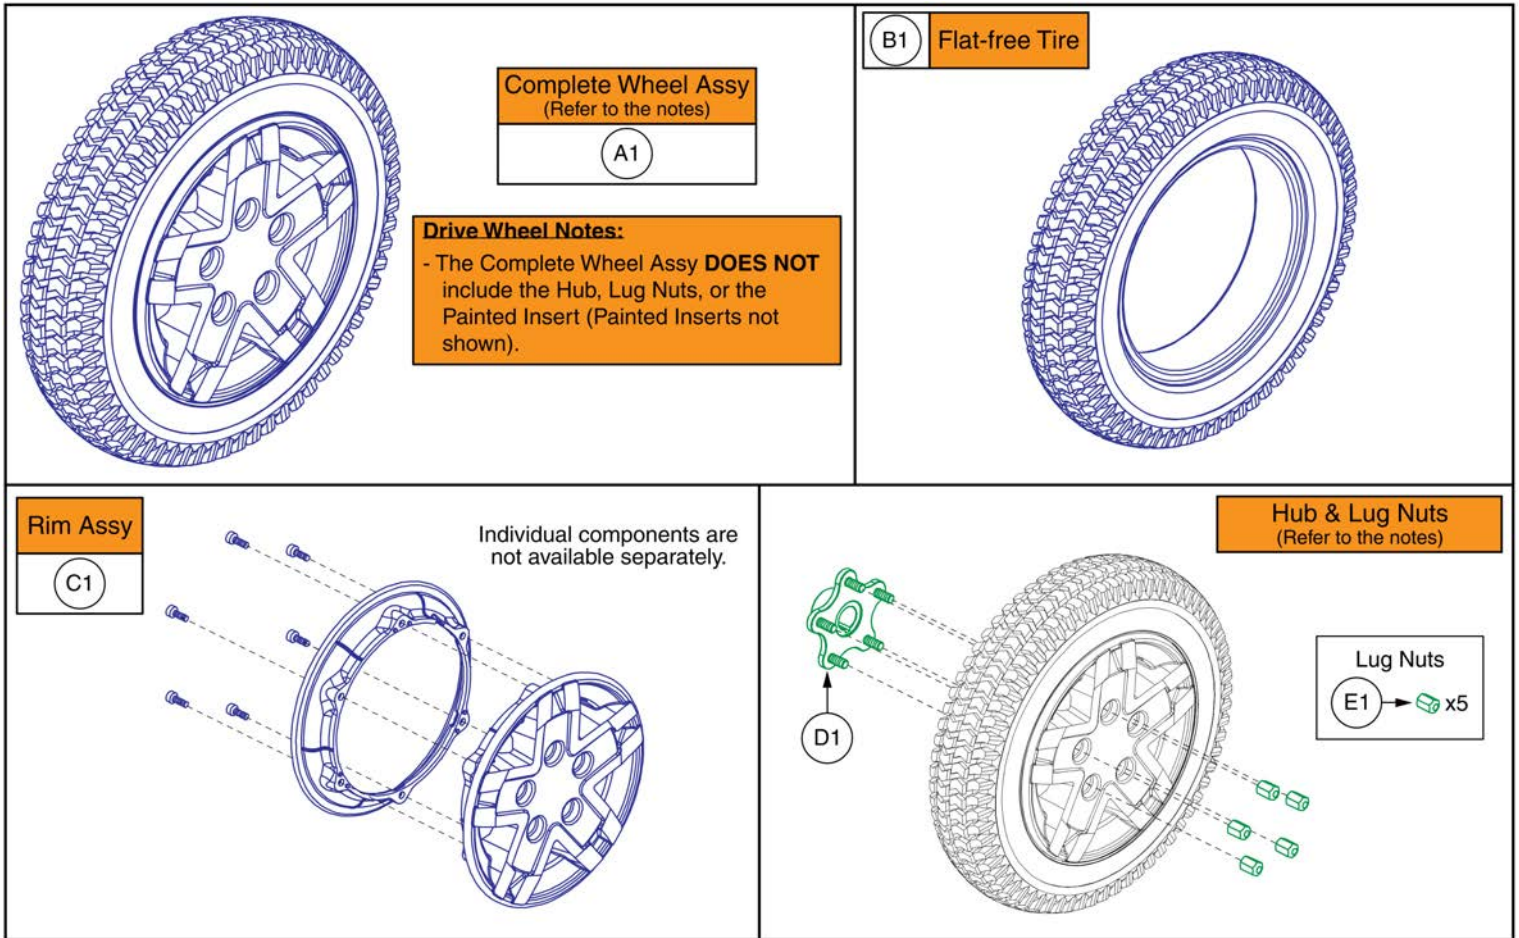 Complete Wheel Assy
(Refer to the notes)
A1
Drive Wheel Notes:
- The Complete Wheel Assy DOES NOT
include the Hub, Lug Nuts, or the
Painted Insert (Painted Inserts not
shown).
B1 Flat-free Tire
Rim Assy
C1
Individual components are
not available separately.
Hub & Lug Nuts
(Refer to the notes)
D1
Lug Nuts
E1 x5